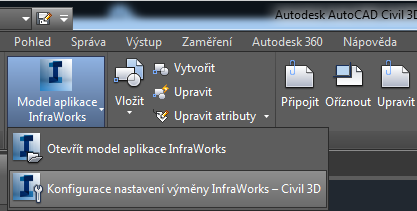 Autodesk AutoCAD Civil 3D
Pohled Správa Výstup Zaměření Autodesk 360 Nápověda
Model aplikace InfraWorks
Vložit
Vytvořit
Upravit
Upravit atributy
Připojit
Oříznout
Upravit
Otevřít model aplikace InfraWorks
Konfigurace nastavení výměny InfraWorks – Civil 3D